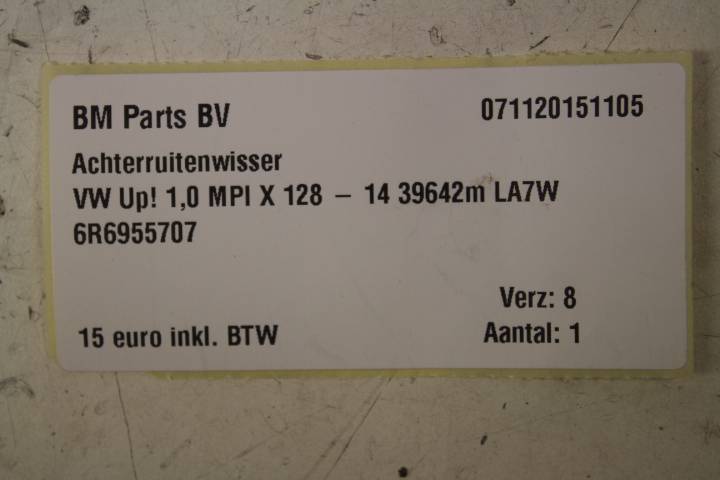 BM Parts BV 071120151105
Achterruitenwisser
VW Up! 1,0 MPI X 128 – 14 39642m LA7W
6R6955707
Verz: 8
15 euro inkl. BTW Aantal: 1